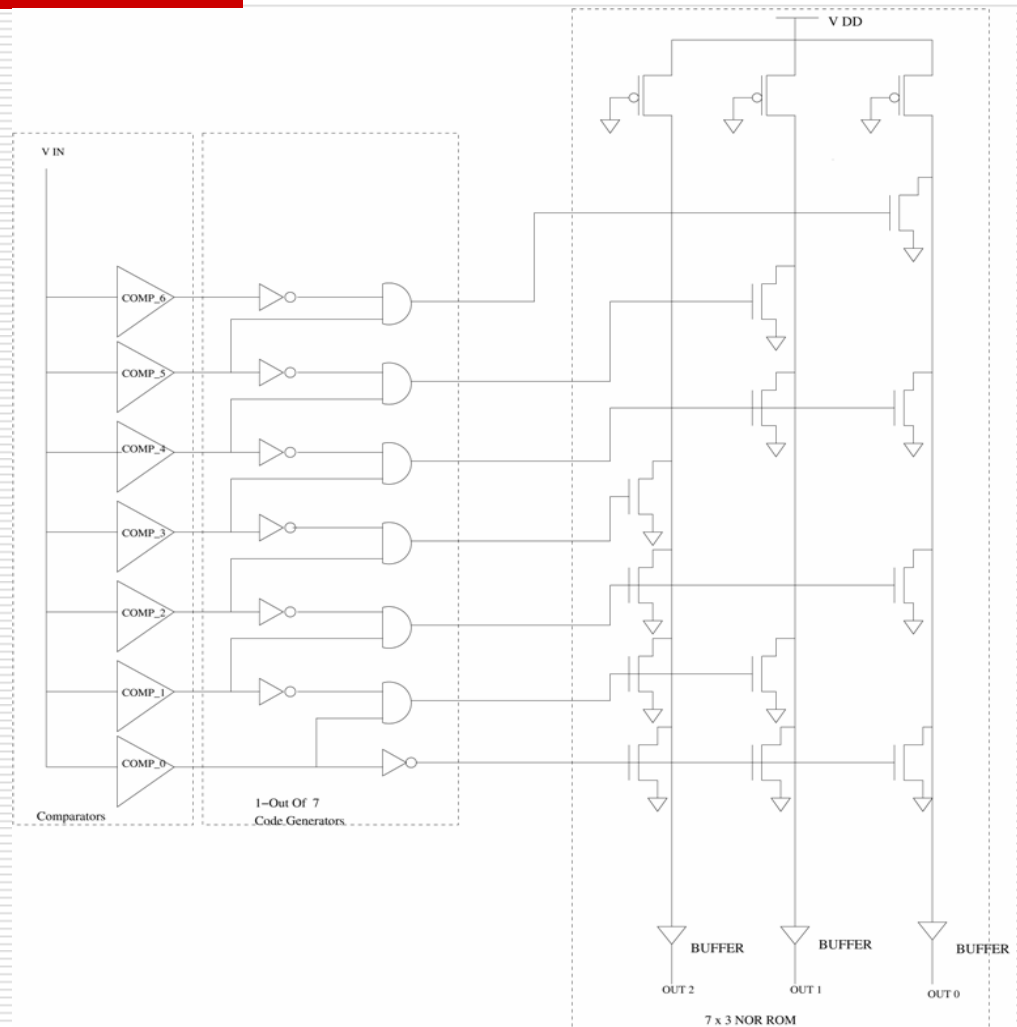 V DD
V IN
COMP_6
COMP_5
COMP_4
COMP_3
COMP_2
COMP_1
COMP_0
Comparators
1-Out Of 7
Code Generators
BUFFER
BUFFER
BUFFER
OUT 2
OUT 1
OUT 0
7 x 3 NOR ROM